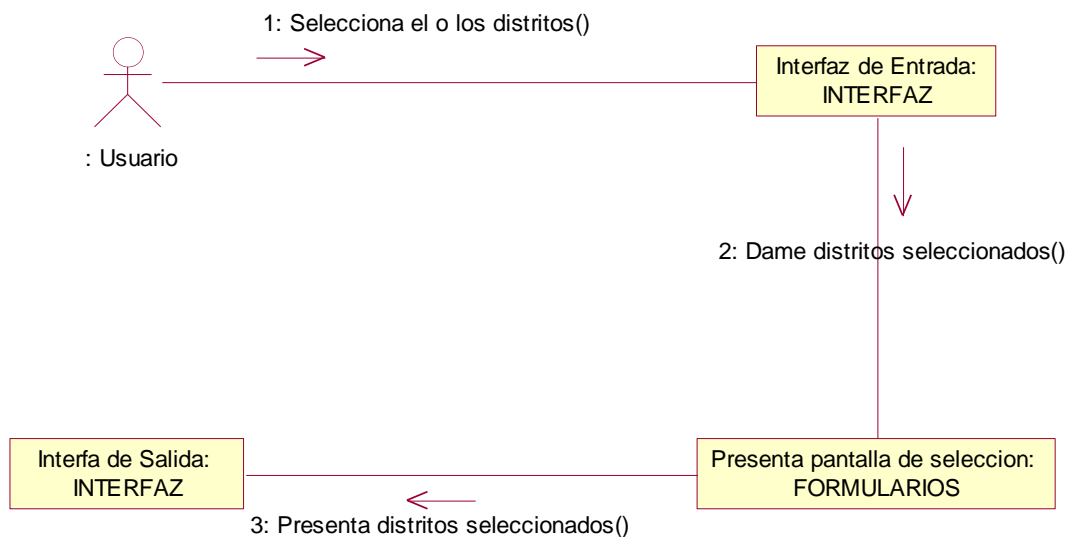 1: Selecciona el o los distritos()
Interfaz de Entrada:
INTERFAZ
: Usuario
2: Dame distritos seleccionados()
Interfa de Salida:
INTERFAZ
Presenta pantalla de seleccion:
FORMULARIOS
3: Presenta distritos seleccionados()